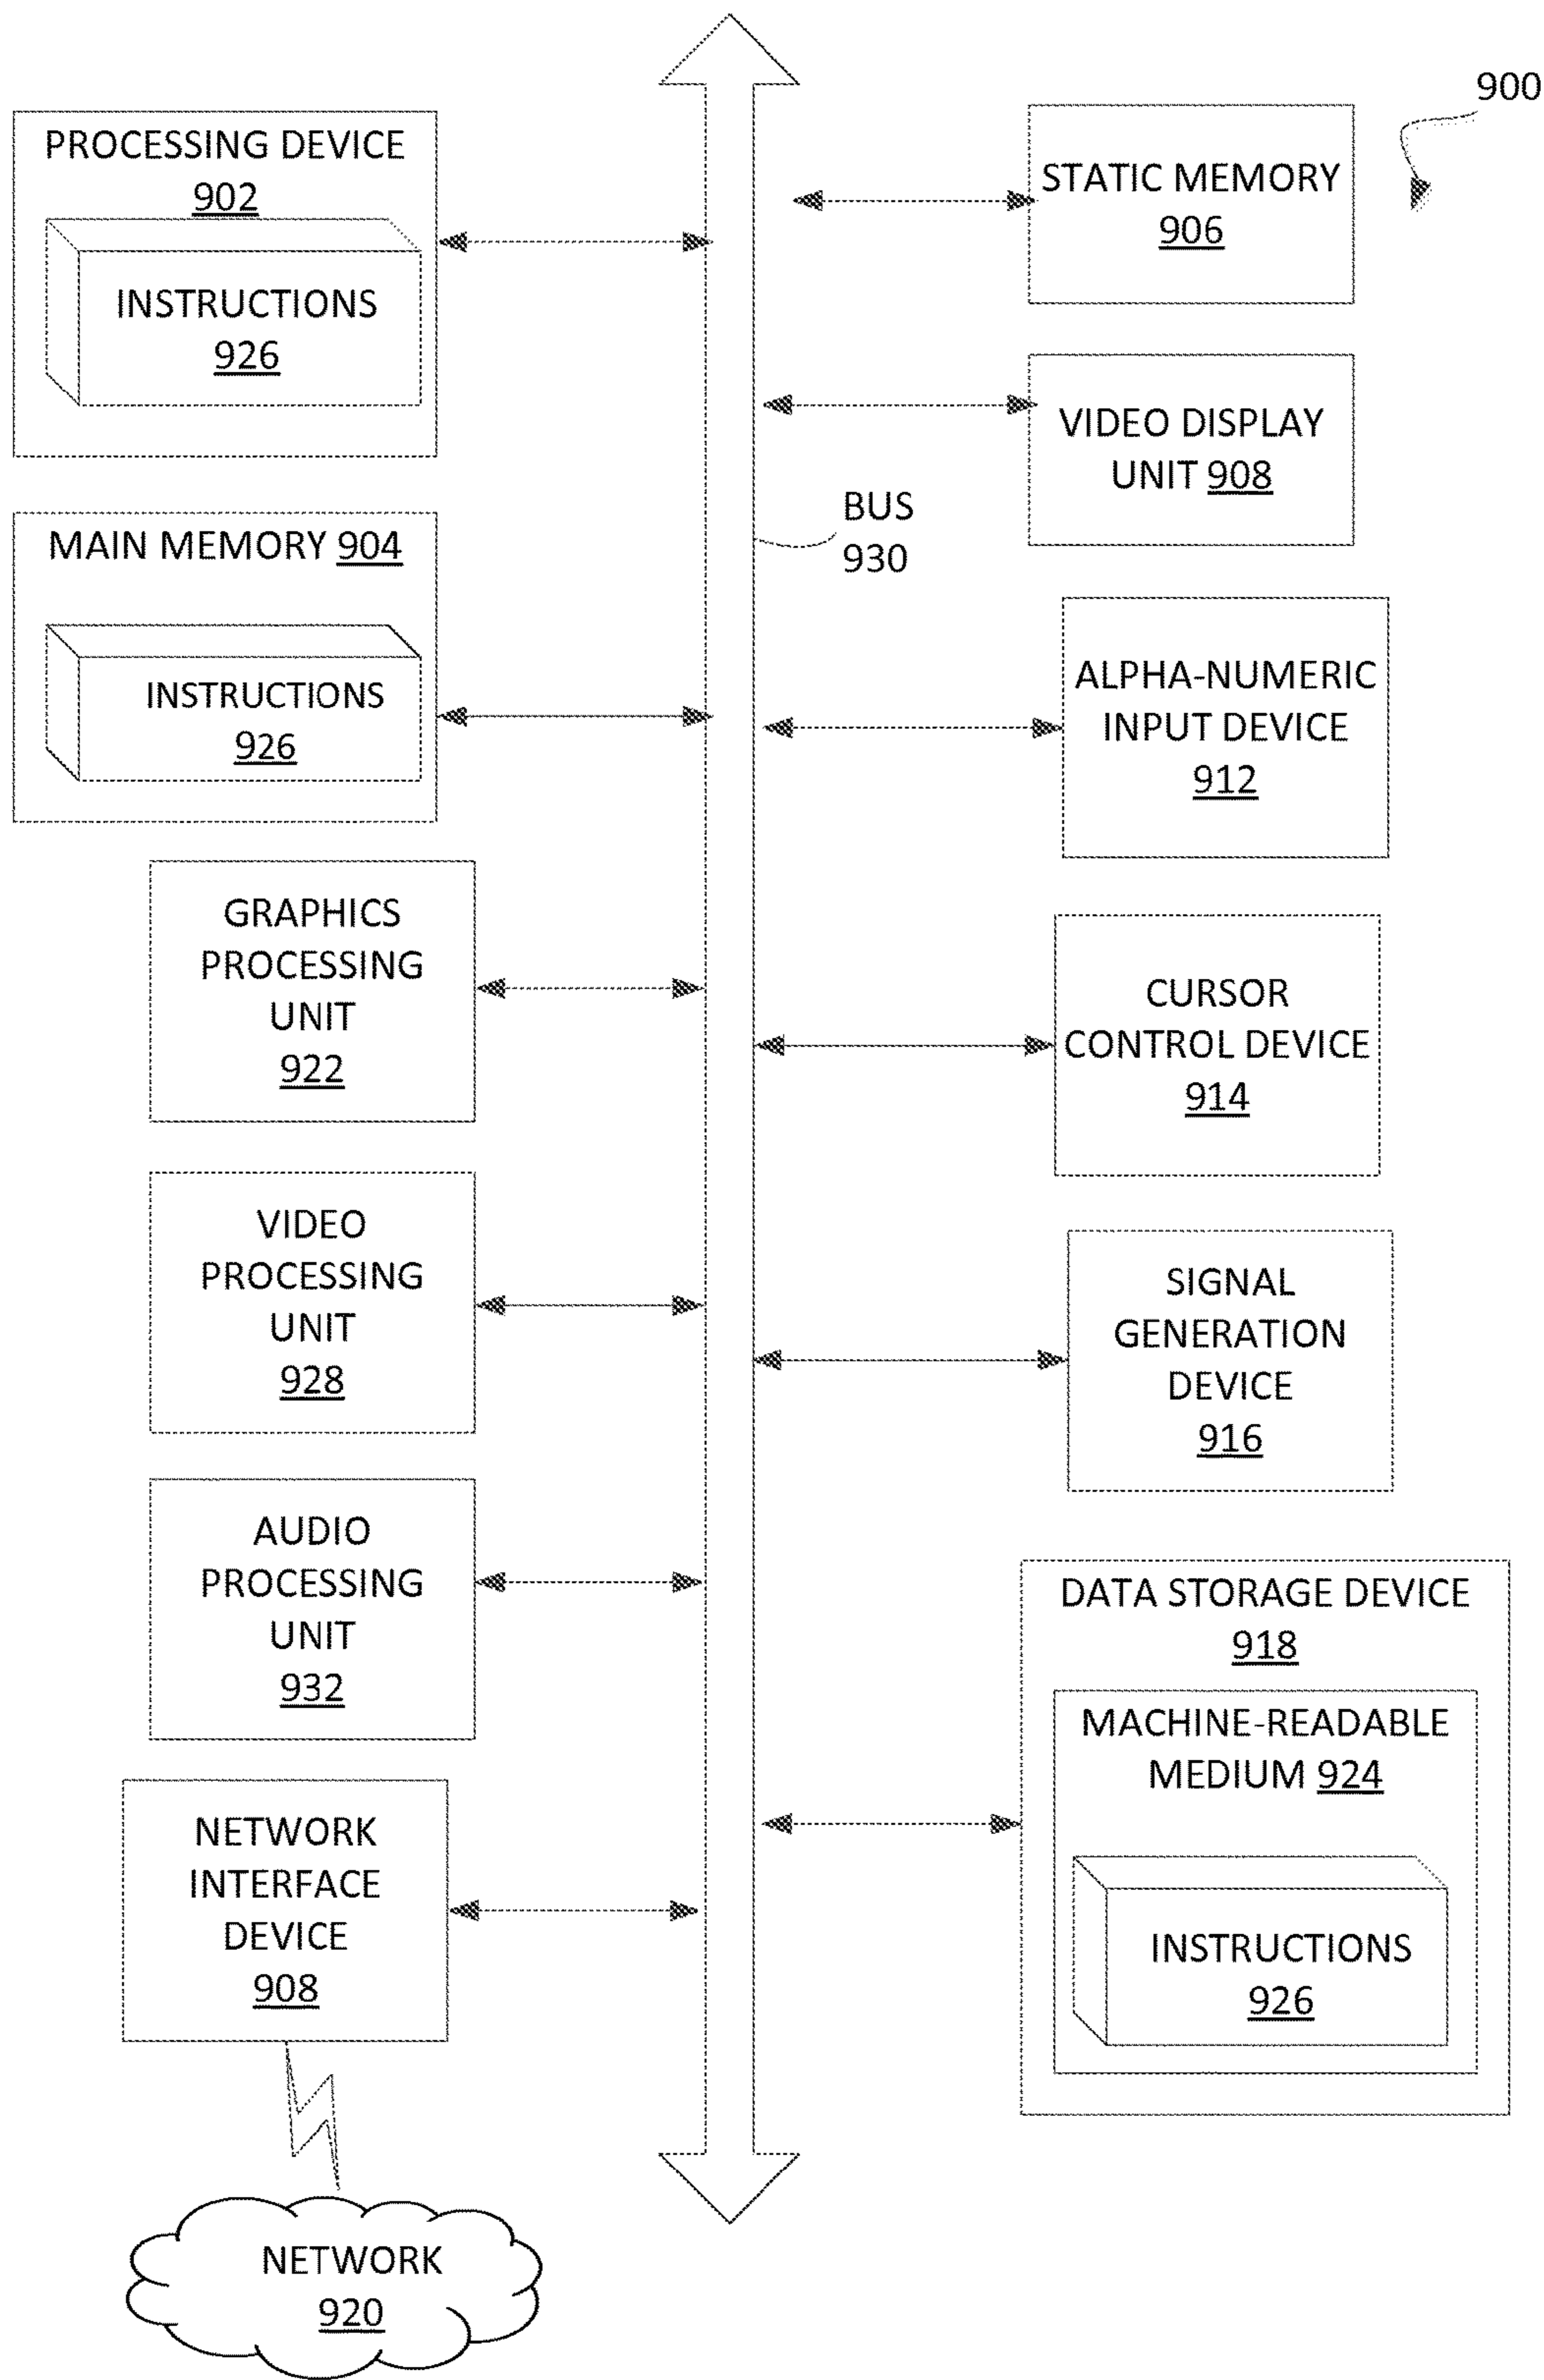 900
PROCESSING DEVICE
902
INSTRUCTIONS
926
MAIN MEMORY 904
INSTRUCTIONS
926
GRAPHICS
PROCESSING
UNIT
922
VIDEO
PROCESSING
UNIT
928
AUDIO
PROCESSING
UNIT
932
NETWORK
INTERFACE
DEVICE
908
NETWORK
920
BUS
930
STATIC MEMORY
906
VIDEO DISPLAY
UNIT 908
ALPHA-NUMERIC
INPUT DEVICE
912
CURSOR
CONTROL DEVICE
914
SIGNAL
GENERATION
DEVICE
916
DATA STORAGE DEVICE
918
MACHINE-READABLE
MEDIUM 924
INSTRUCTIONS
926